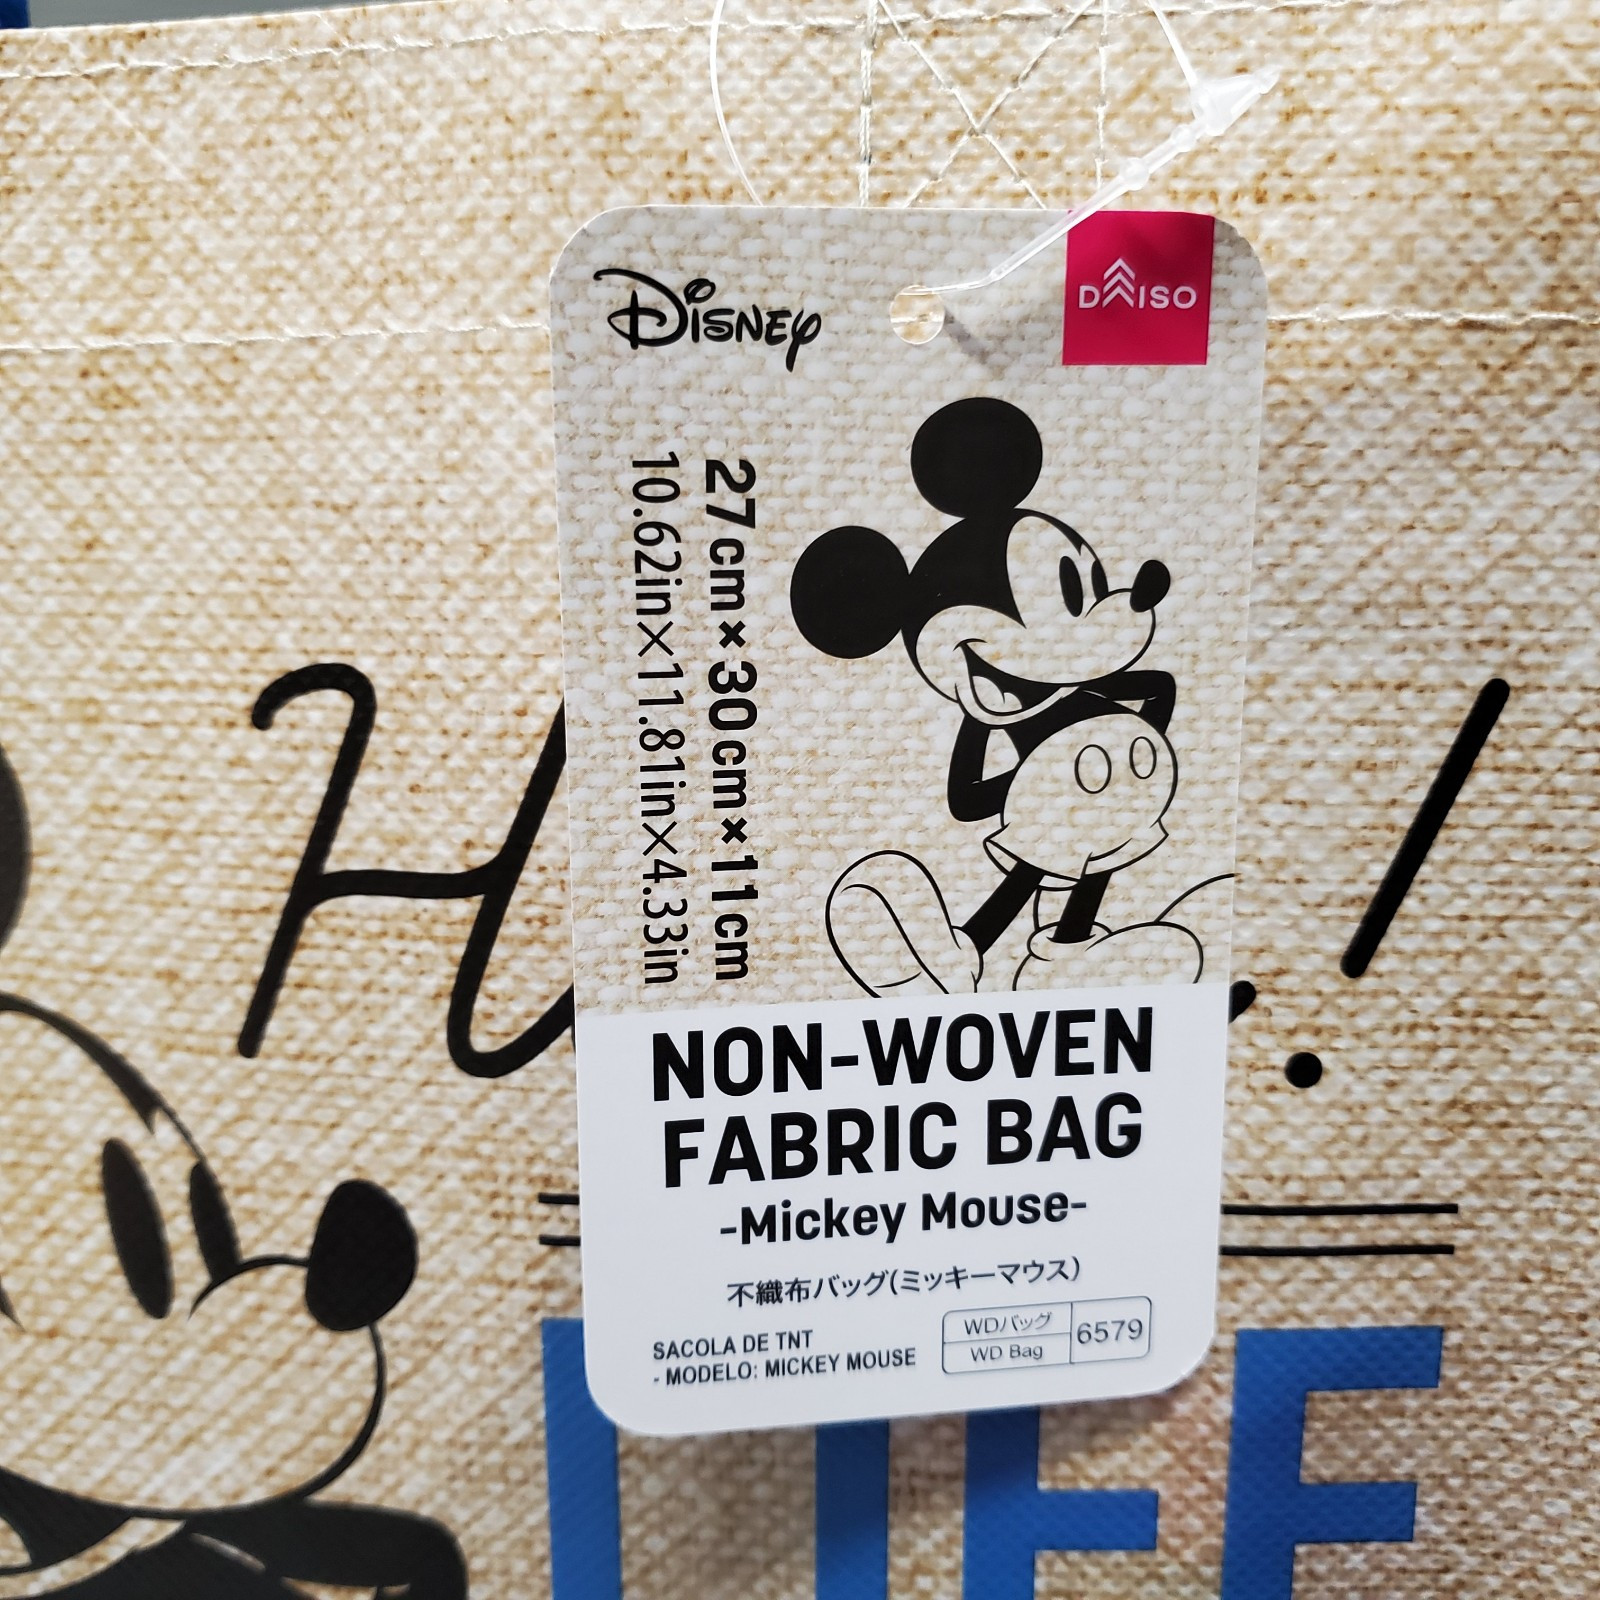 Disney
DAISO
27cm×30cm×11cm
10.62in×11.81in×4.33in
NON-WOVEN
FABRIC BAG
-Mickey Mouse-
不織布バッグ(ミッキーマウス)
SACOLA DE TNT
- MODELO: MICKEY MOUSE
WDバッグ
WD Bag
6579
LIFE